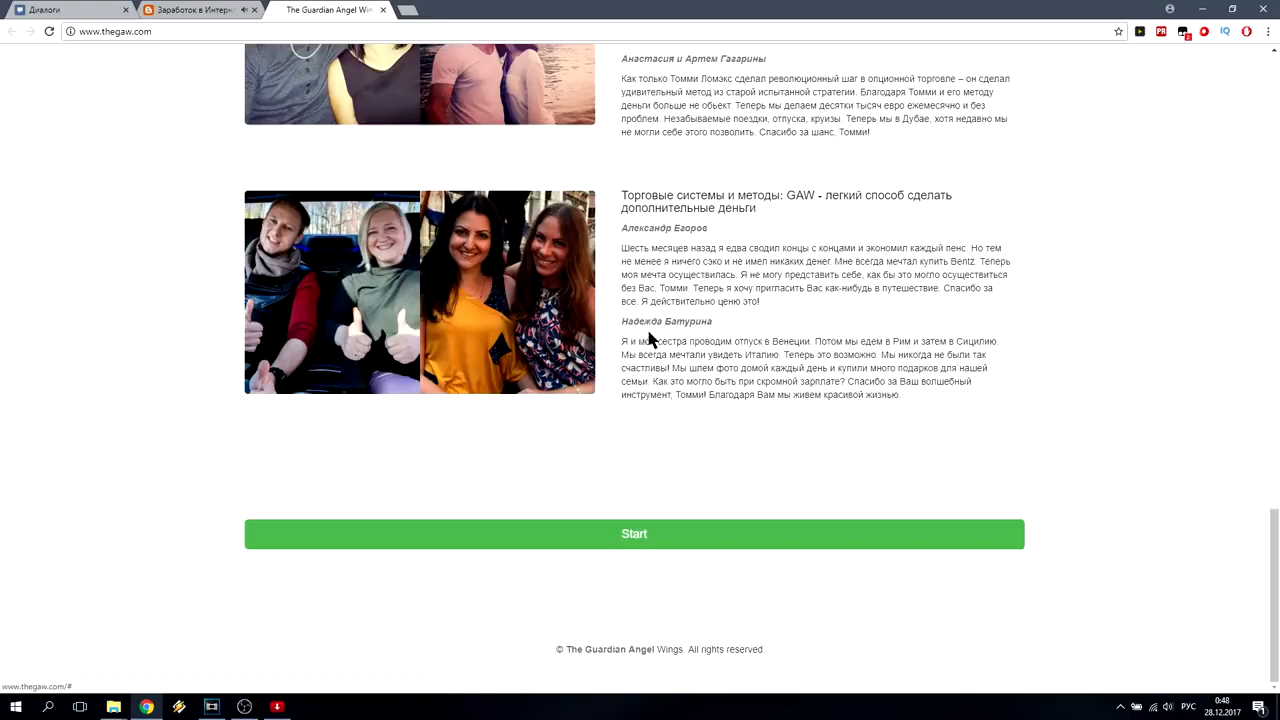 Диалоги
Заработок в Интерн
The Guardian Angel Win
www.thegaw.com
Анастасия и Артем Гагарины
Как только Томми Ломэкс сделал революционный шаг в опционной торговле – он сделал
удивительный метод из старой испытанной стратегии. Благодаря Томми и его методу
деньги больше не обьект. Теперь мы делаем десятки тысяч евро ежемесячно и без
проблем. Незабываемые поездки, отпуска, круизы. Теперь мы в Дубае, хотя недавно мы
не могли себе этого позволить. Спасибо за шанс, Томми!
Торговые системы и методы: GAW - легкий способ сделать
дополнительные деньги
Александр Егоров
Шесть месяцев назад я едва сводил концы с концами и экономил каждый пенс. Но тем
не менее я ничего сэко и не имел никаких денег. Мне всегда мечтал купить Bentz. Теперь
моя мечта осуществилась. Я не могу представить себе, как бы это могло осуществиться
без Вас, Томми. Теперь я хочу пригласить Вас как-нибудь в путешествие. Спасибо за
все. Я действительно ценю это!
Надежда Батурина
Я и моя сестра проводим отпуск в Венеции. Потом мы едем в Рим и затем в Сицилию.
Мы всегда мечтали увидеть Италию. Теперь это возможно. Мы никогда не были так
счастливы! Мы шлем фото домой каждый день и купили много подарков для нашей
семьи. Как это могло быть при скромной зарплате? Спасибо за Ваш волшебный
инструмент, Томми! Благодаря Вам мы живем красивой жизнью.
Start
© The Guardian Angel Wings. All rights reserved.
www.thegaw.com/#
РУС
0:48
28.12.2017